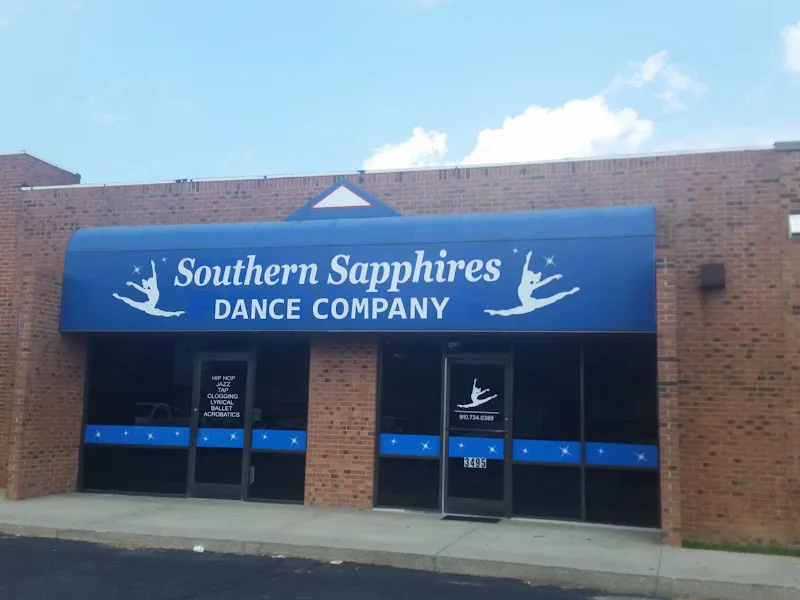 Southern Sapphires
DANCE COMPANY
HIP HOP
JAZZ
TAP
CLOGGING
LYRICAL
BALLET
ACROBATICS
910.734.0389
3495